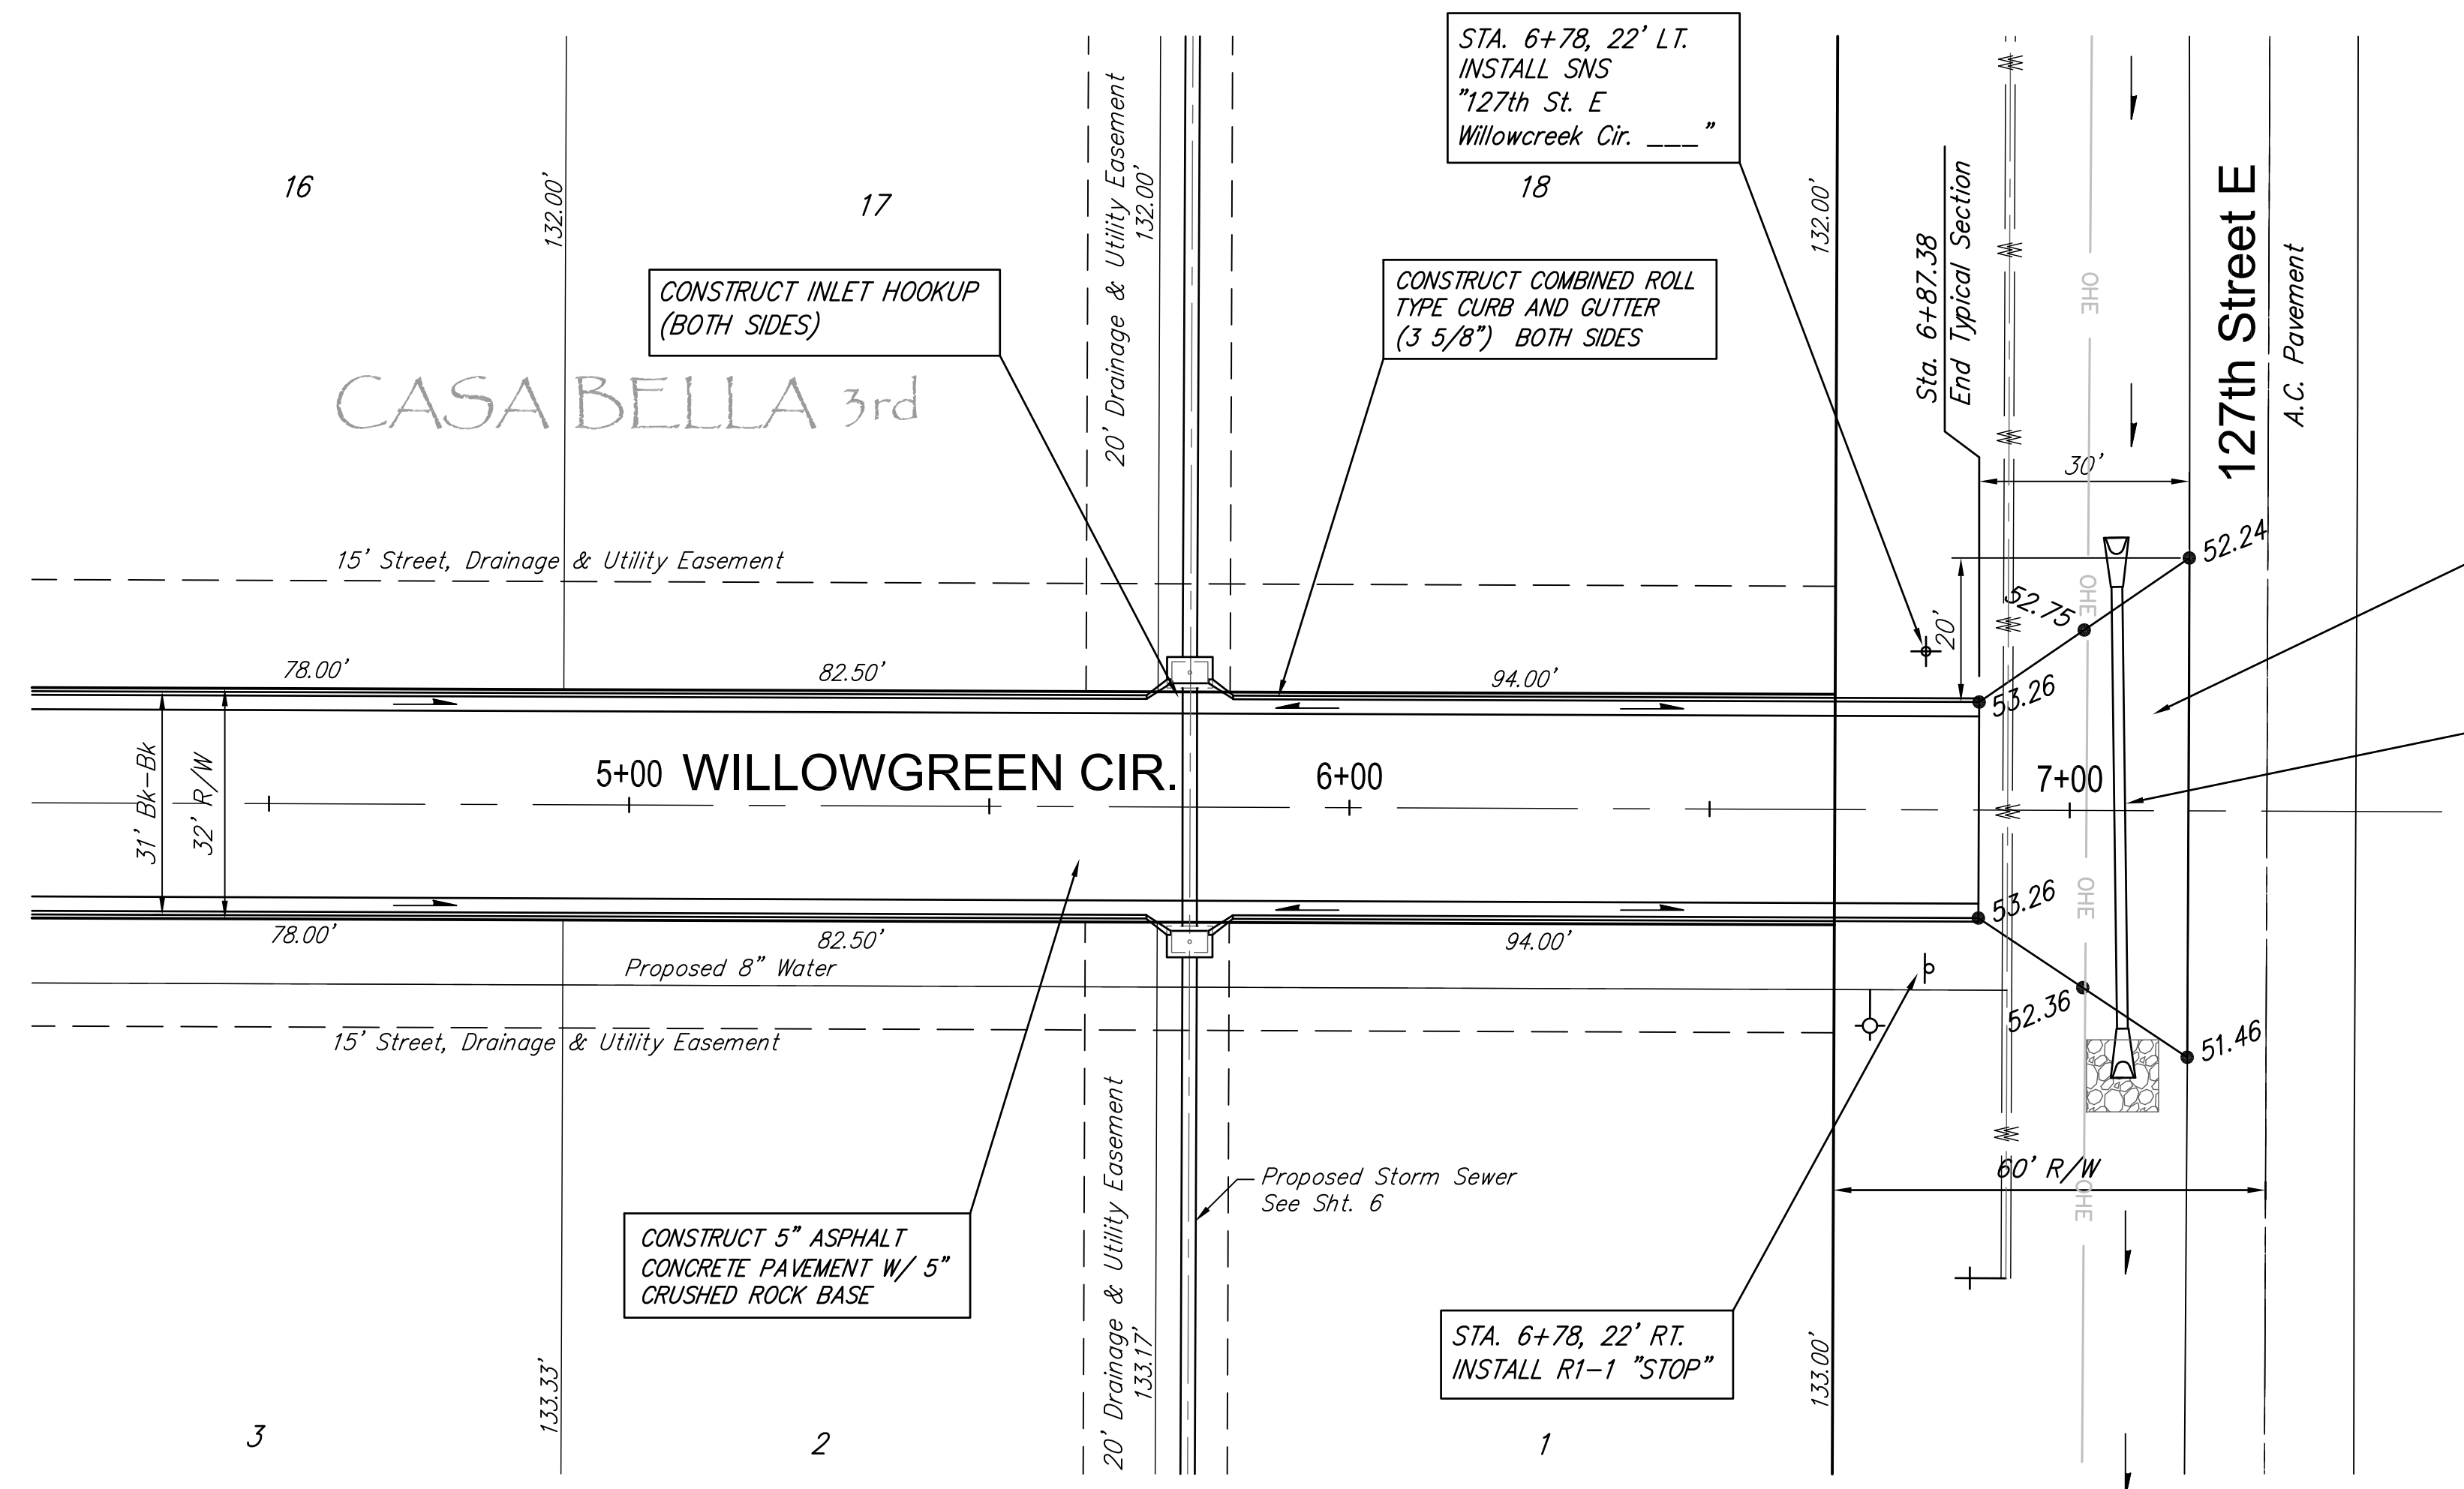 STA. 6+78, 22' LT.
INSTALL SNS
"127th St. E
Willowcreek Cir. ___"
16
17
18
132.00'
20' Drainage & Utility Easement
132.00'
132.00'
CONSTRUCT INLET HOOKUP
(BOTH SIDES)
CONSTRUCT COMBINED ROLL
TYPE CURB AND GUTTER
(3 5/8") BOTH SIDES
Sta. 6+87.38
End Typical Section
OHE
127th Street E
A.C. Pavement
CASA BELLA 3rd
30'
15' Street, Drainage & Utility Easement
52.24
52.75
OHE
20'
53.26
78.00'
82.50'
94.00'
31' Bk-Bk
32' R/W
5+00
WILLOWGREEN CIR.
6+00
7+00
53.26
OHE
78.00'
82.50'
94.00'
Proposed 8" Water
52.36
51.46
15' Street, Drainage & Utility Easement
60' R/W
OHE
Proposed Storm Sewer
See Sht. 6
CONSTRUCT 5" ASPHALT
CONCRETE PAVEMENT W/ 5"
CRUSHED ROCK BASE
20' Drainage & Utility Easement
133.33'
133.17'
133.00'
STA. 6+78, 22' RT.
INSTALL R1-1 "STOP"
3
2
1